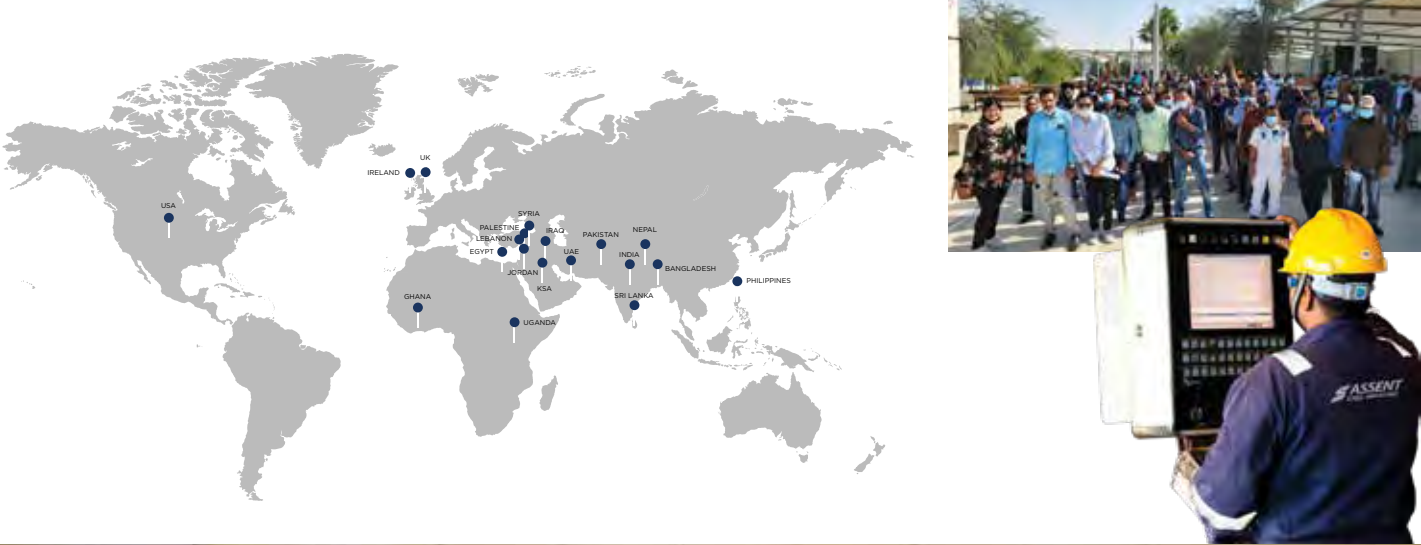 UK
IRELAND
USA
SYRIA
PALESTINE
IRAQ
LEBANON
PAKISTAN
NEPAL
EGYPT
UAE
INDIA
JORDAN
BANGLADESH
KSA
PHILIPPINES
GHANA
SRI LANKA
UGANDA
ASSENT